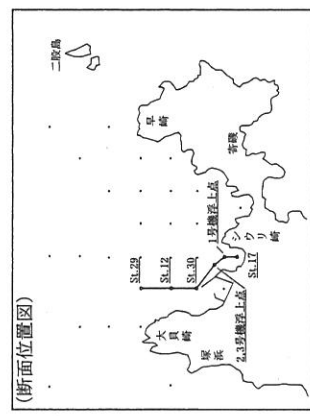 (断面位置図)
二股島
早崎
寄磯
1号機浮上点
シウリ崎
St.29
St.12
St.30
St.17
2,3号機浮上点
大貝崎
塚浜